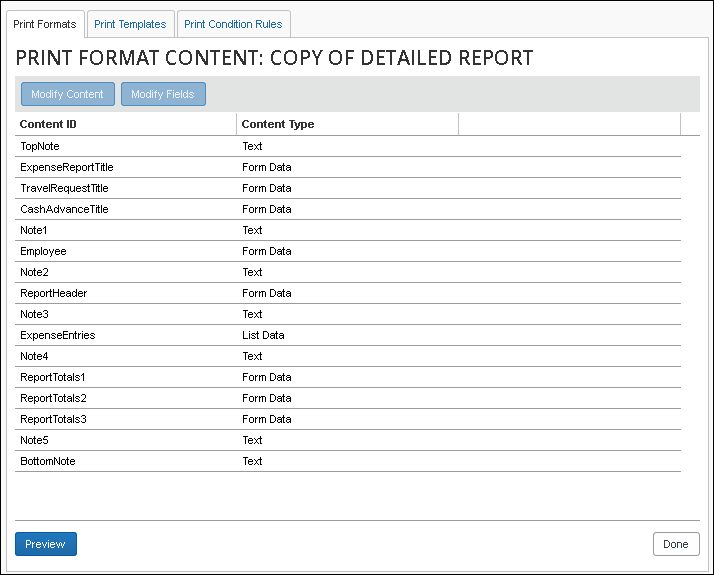 Print Formats Print Templates Print Condition Rules
PRINT FORMAT CONTENT: COPY OF DETAILED REPORT
Modify Content Modify Fields
Content ID Content Type
TopNote Text
ExpenseReportTitle Form Data
TravelRequestTitle Form Data
CashAdvanceTitle Form Data
Note1 Text
Employee Form Data
Note2 Text
ReportHeader Form Data
Note3 Text
ExpenseEntries List Data
Note4 Text
ReportTotals1 Form Data
ReportTotals2 Form Data
ReportTotals3 Form Data
Note5 Text
BottomNote Text
Preview Done